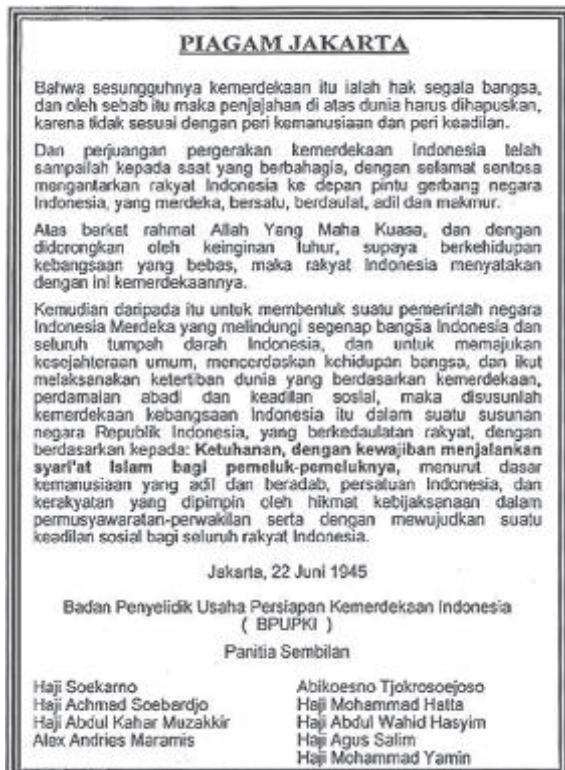 PIAGAM JAKARTA
Bahwa sesungguhnya kemerdekaan itu ialah hak segala bangsa,
dan oleh sebab itu maka penjajahan di atas dunia harus dihapuskan,
karena tidak sesuai dengan peri kemanusiaan dan peri keadilan.
Dan perjuangan pergerakan kemerdekaan Indonesia telah
sampailah kepada saat yang berbahagia, dengan selamat sentosa
mengantarkan rakyat Indonesia ke depan pintu gerbang negara
Indonesia, yang merdeka, bersatu, berdaulat, adil dan makmur.
Atas berkat rahmat Allah Yang Maha Kuasa, dan dengan
didorongkan oleh keinginan luhur, supaya berkehidupan
kebangsaan yang bebas, maka rakyat Indonesia menyatakan
dengan ini kemerdekaannya.
Kemudian daripada itu untuk membentuk suatu pemerintah negara
Indonesia Merdeka yang melindungi segenap bangsa Indonesia dan
seluruh tumpah darah Indonesia, dan untuk memajukan
kesejahteraan umum, mencerdaskan kehidupan bangsa, dan ikut
melaksanakan ketertiban dunia yang berdasarkan kemerdekaan,
perdamaian abadi dan keadilan sosial, maka disusunlah
kemerdekaan kebangsaan Indonesia itu dalam suatu susunan
negara Republik Indonesia, yang berkedaulatan rakyat, dengan
berdasarkan kepada: Ketuhanan, dengan kewajiban menjalankan
syari'at Islam bagi pemeluk-pemeluknya, menurut dasar
kemanusiaan yang adil dan beradab, persatuan Indonesia, dan
kerakyatan yang dipimpin oleh hikmat kebijaksanaan dalam
permusyawaratan-perwakilan serta dengan mewujudkan suatu
keadilan sosial bagi seluruh rakyat Indonesia.
Jakarta, 22 Juni 1945
Badan Penyelidik Usaha Persiapan Kemerdekaan Indonesia
( BPUPKI )
Panitia Sembilan
Haji Soekarno
Haji Achmad Soebardjo
Haji Abdul Kahar Muzakkir
Alex Andries Maramis
Abikoesno Tjokrosoejoso
Haji Mohammad Hatta
Haji Abdul Wahid Hasyim
Haji Agus Salim
Haji Mohammad Yamin